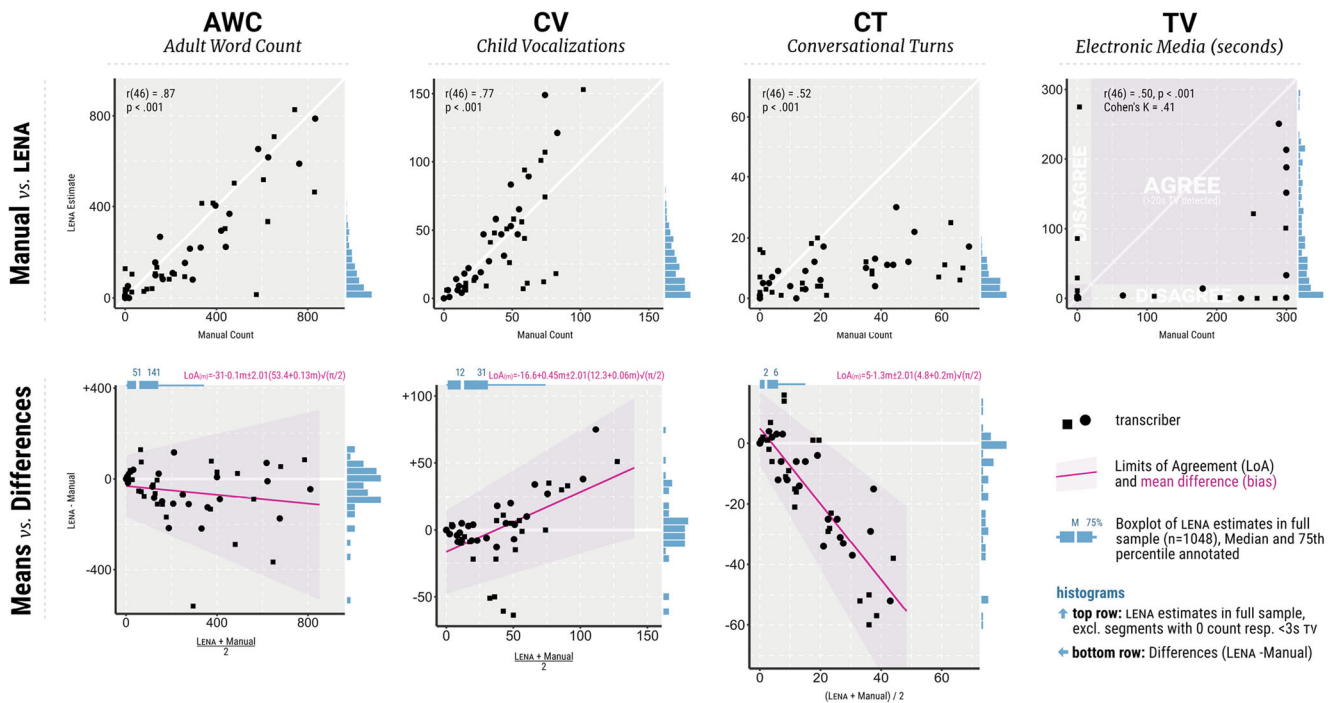 AWC
Adult Word Count
CV
Child Vocalizations
CT
Conversational Turns
TV
Electronic Media (seconds)
Manual vs. LENA
LENA Estimate
r(46) = .87
p < .001
800
400
0
0
400
800
Manual Count
r(46) = .77
p < .001
150
100
50
0
0
50
100
150
Manual Count
r(46) = .52
p < .001
60
40
20
0
0
20
40
60
Manual Count
r(46) = .50, p < .001
Cohen's K = .41
300
200
100
0
DISAGREE
AGREE
(>20s TV detected)
DISAGREE
0
100
200
300
Manual Count
Means vs. Differences
LENA - Manual
51 141
LoA(m)=-31-0.1m±2.01(53.4+0.13m)√(π/2)
+400
0
-400
0
400
800
LENA + Manual
2
12 31
LoA(m)=-16.6+0.45m±2.01(12.3+0.06m)√(π/2)
+100
+50
0
-50
0
50
100
150
LENA + Manual
2
2 6
LoA(m)=5-1.3m±2.01(4.8+0.2m)√(π/2)
0
-20
-40
-60
0
20
40
60
(LENA + Manual) / 2
transcriber
Limits of Agreement (LoA)
and mean difference (bias)
M 75%
Boxplot of LENA estimates in full
sample (n=1048), Median and 75th
percentile annotated
histograms
top row: LENA estimates in full sample,
excl. segments with 0 count resp. <3s TV
bottom row: Differences (LENA -Manual)